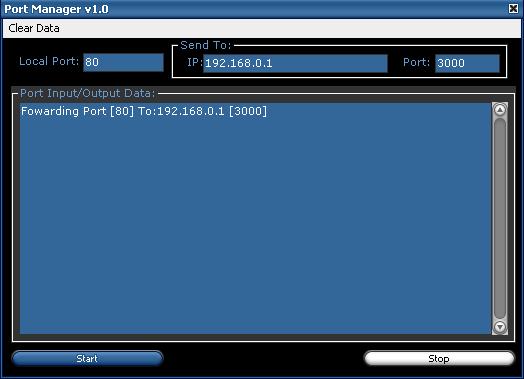 Port Manager v1.0
Clear Data
Send To:
Local Port: 80 IP: 192.168.0.1 Port: 3000
Port Input/Output Data:
Fowarding Port [80] To:192.168.0.1 [3000]
Start Stop